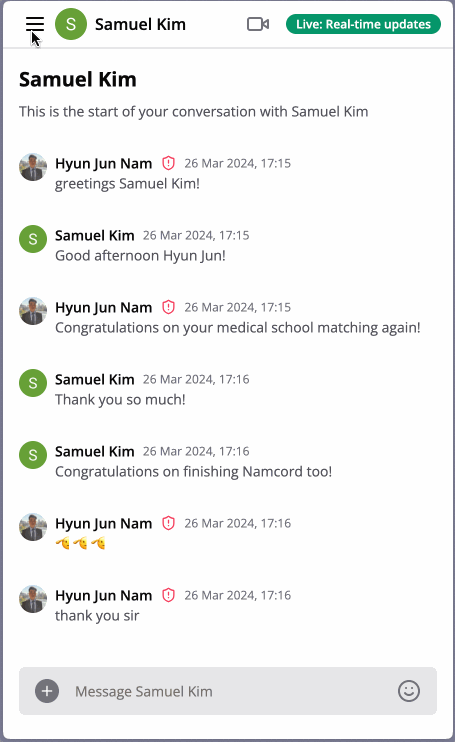 S Samuel Kim Live: Real-time updates
Samuel Kim
This is the start of your conversation with Samuel Kim
Hyun Jun Nam 26 Mar 2024, 17:15
greetings Samuel Kim!
S Samuel Kim 26 Mar 2024, 17:15
Good afternoon Hyun Jun!
Hyun Jun Nam 26 Mar 2024, 17:15
Congratulations on your medical school matching again!
S Samuel Kim 26 Mar 2024, 17:16
Thank you so much!
S Samuel Kim 26 Mar 2024, 17:16
Congratulations on finishing Namcord too!
Hyun Jun Nam 26 Mar 2024, 17:16
🫡🫡🫡
Hyun Jun Nam 26 Mar 2024, 17:16
thank you sir
Message Samuel Kim